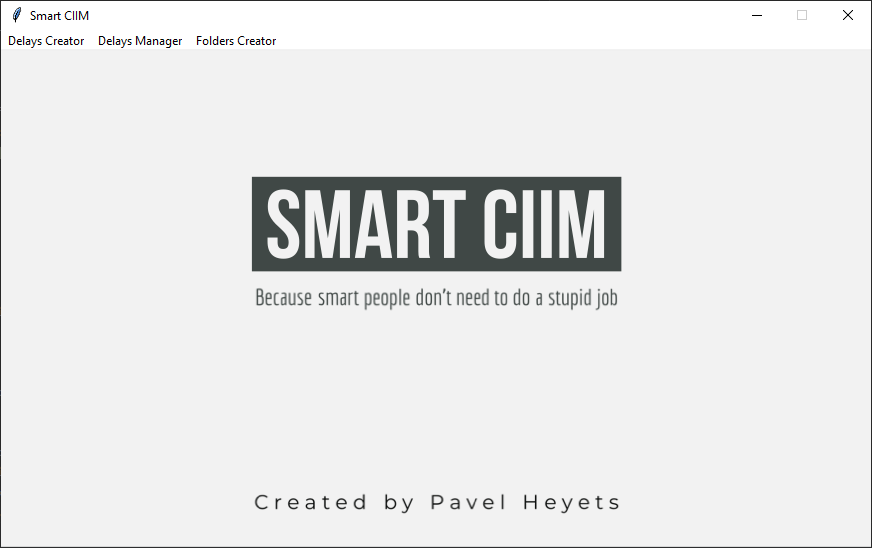 Smart CIIM
Delays Creator Delays Manager Folders Creator
SMART CIIM
Because smart people don't need to do a stupid job
Created by Pavel Heyets